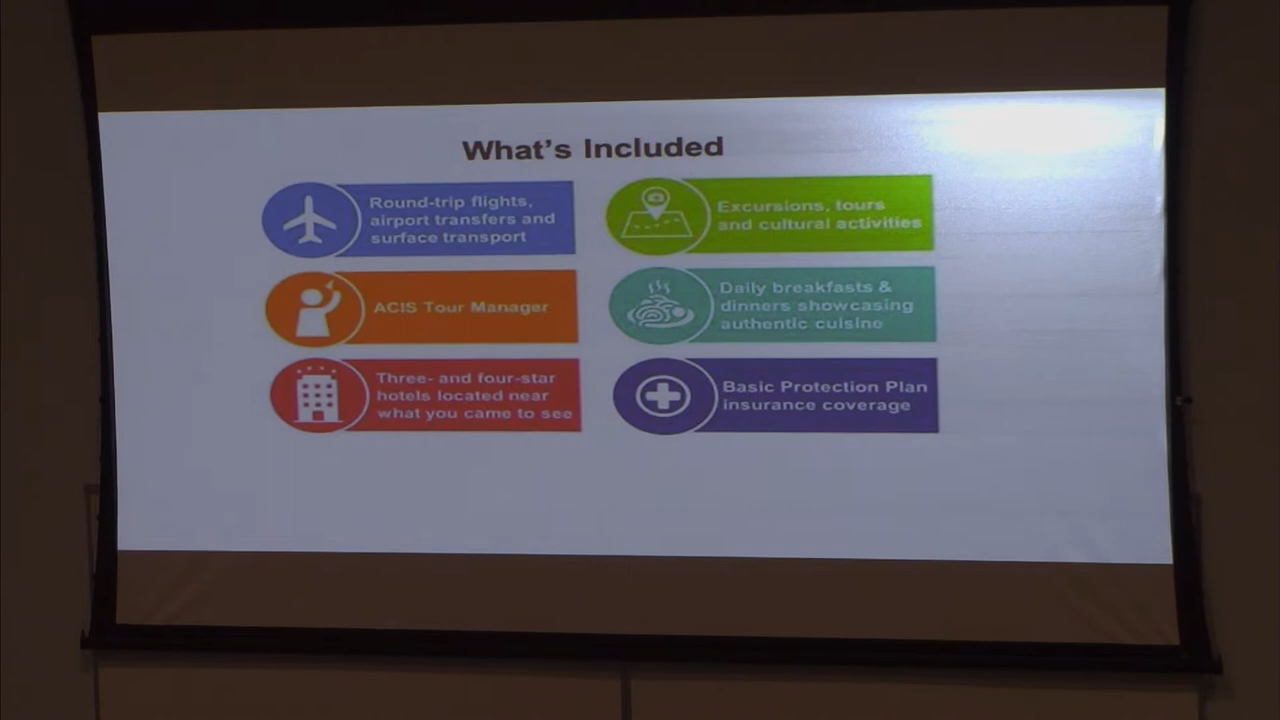 What's Included
Round-trip flights,
airport transfers and
surface transport
Excursions, tours
and cultural activities
ACIS Tour Manager
Daily breakfasts &
dinners showcasing
authentic cuisine
Three- and four-star
hotels located near
what you came to see
Basic Protection Plan
insurance coverage